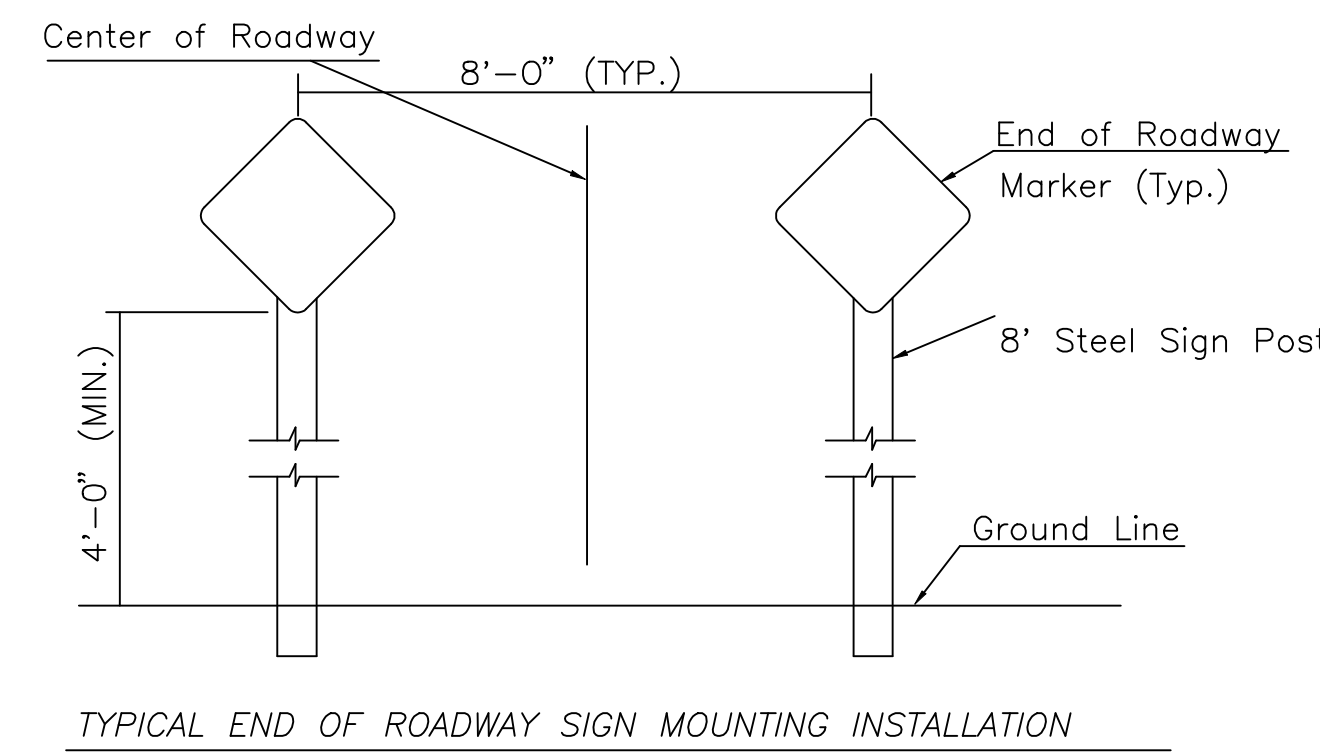 Center of Roadway
8'-0" (TYP.)
End of Roadway
Marker (Typ.)
8' Steel Sign Post
4'-0" (MIN.)
Ground Line
TYPICAL END OF ROADWAY SIGN MOUNTING INSTALLATION